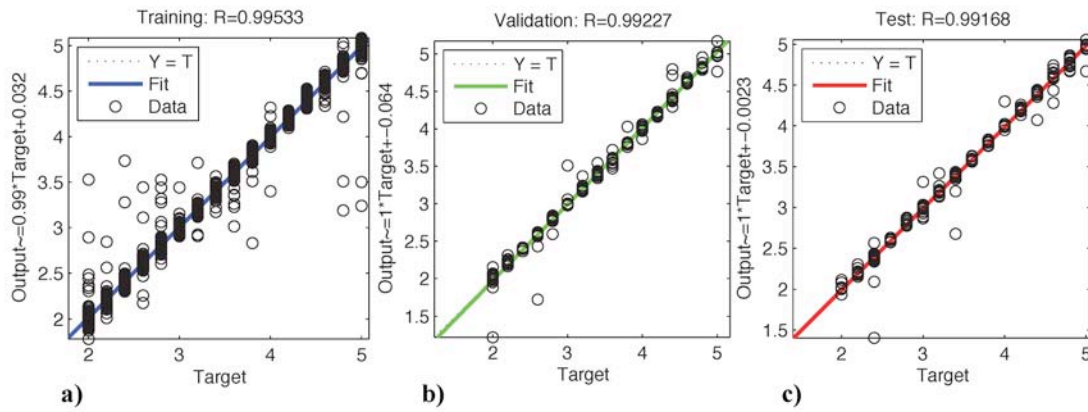 Training: R=0.99533
Output~=0.99*Target+0.032
5
4.5
4
3.5
3
2.5
2
Y = T
Fit
Data
2
3
4
5
Target
a)
Validation: R=0.99227
Output~=1*Target+-0.064
5
4.5
4
3.5
3
2.5
2
1.5
Y = T
Fit
Data
2
3
4
5
Target
b)
Test: R=0.99168
Output~=1*Target+-0.0023
5
4.5
4
3.5
3
2.5
2
1.5
Y = T
Fit
Data
2
3
4
5
Target
c)